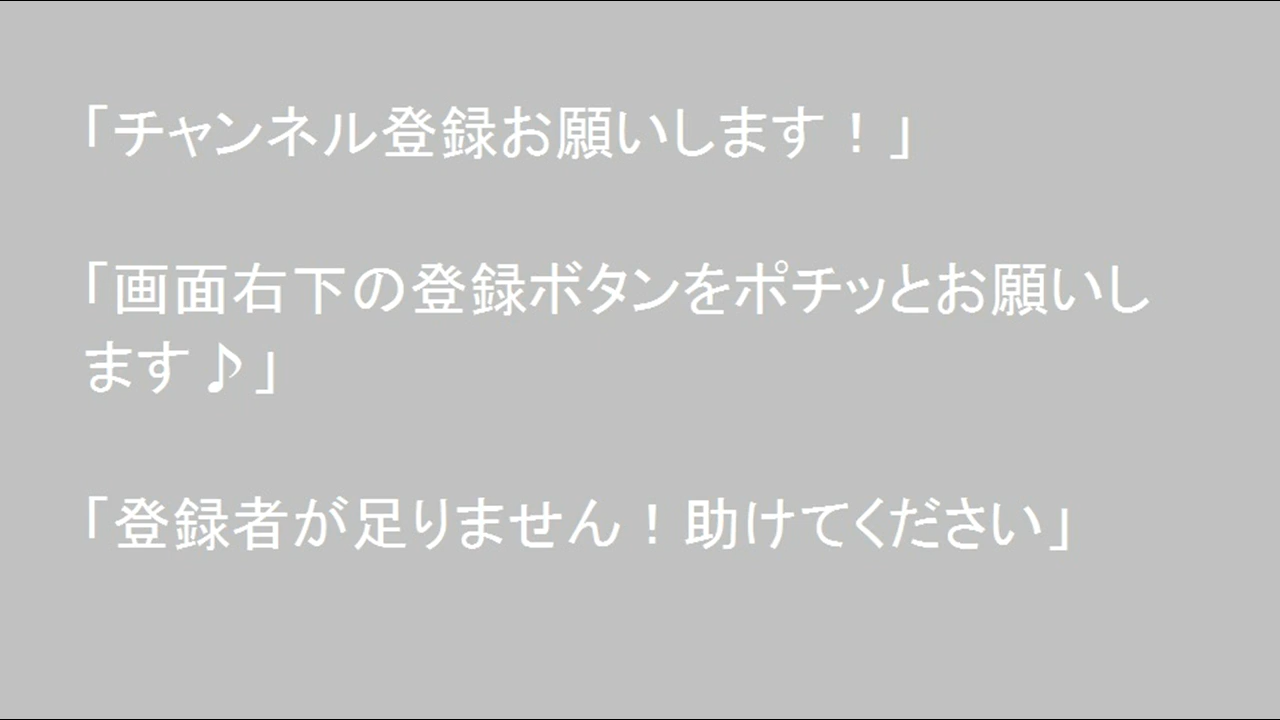 「チャンネル登録お願いします！」
「画面右下の登録ボタンをポチッとお願いし
ます♪」
「登録者が足りません！助けてください」